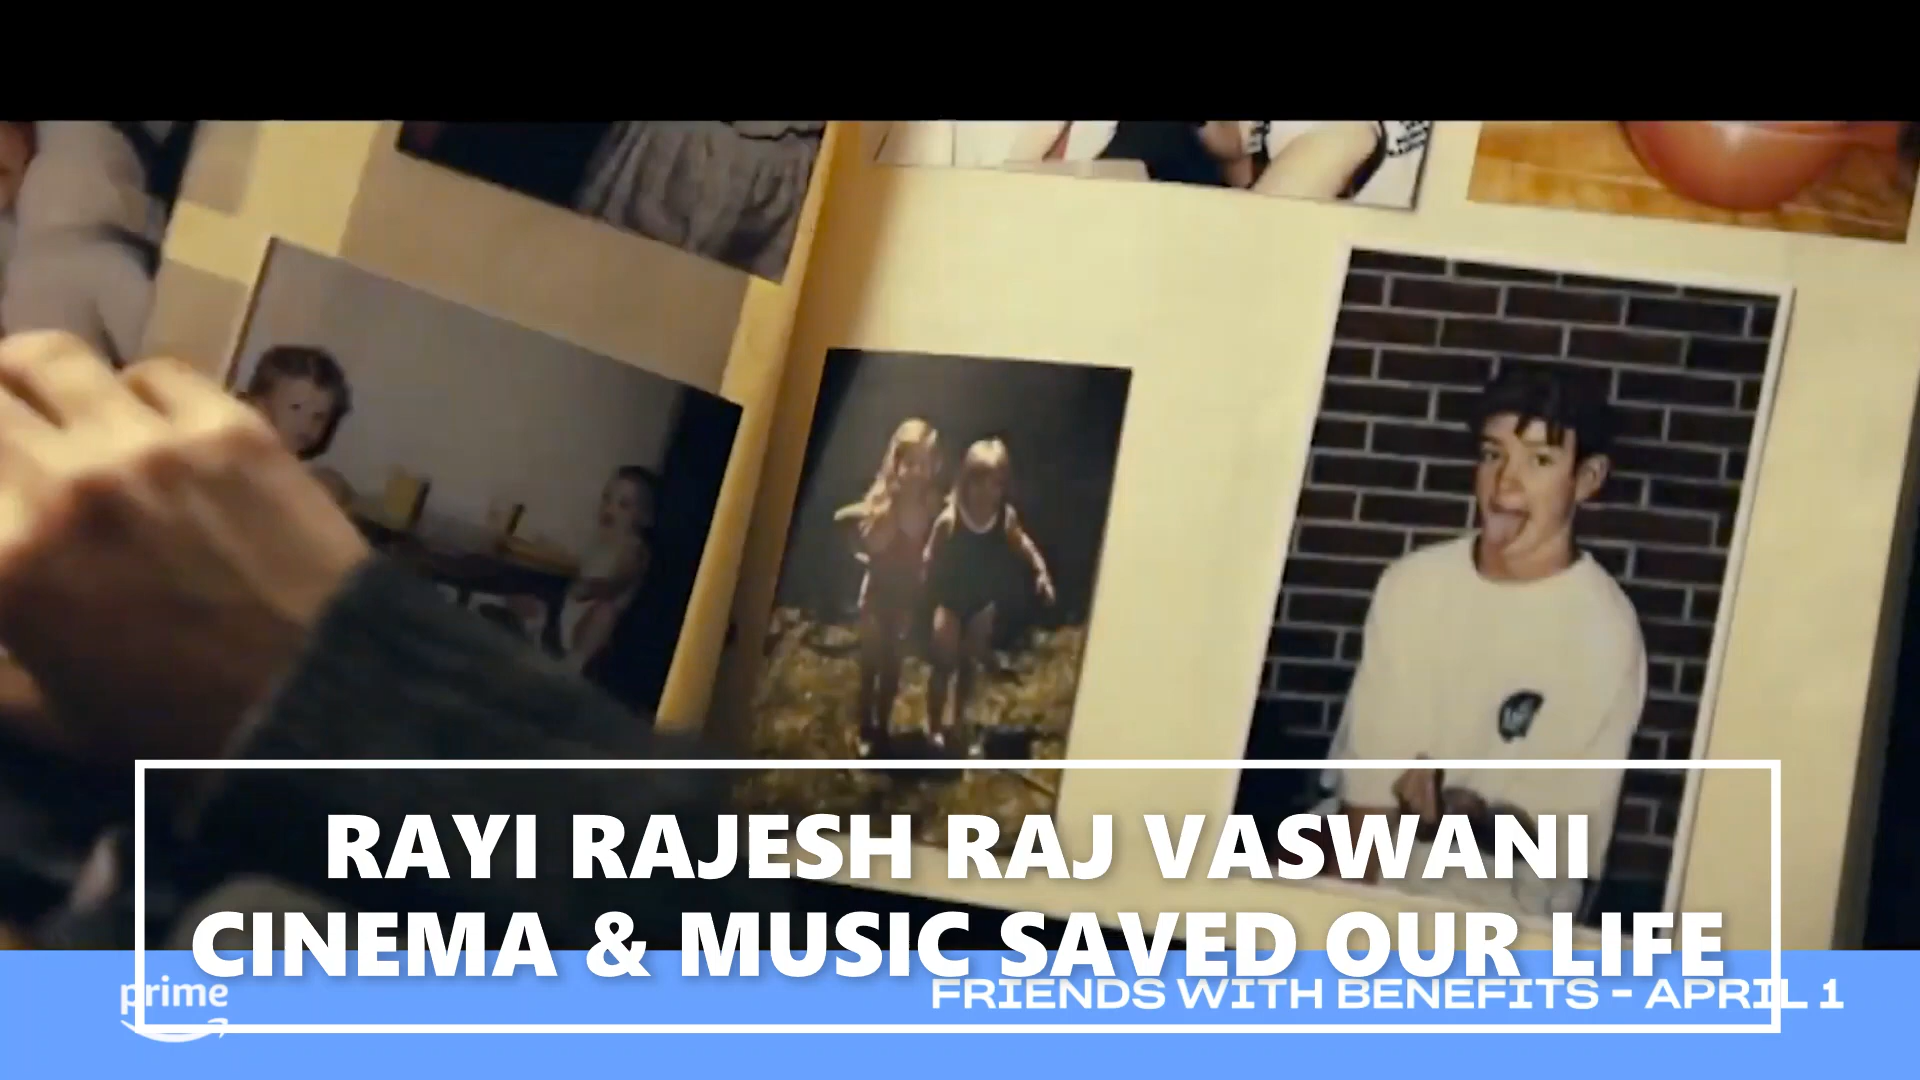 RAYI RAJESH RAJ VASWANI
CINEMA & MUSIC SAVED OUR LIFE
prime
FRIENDS WITH BENEFITS - APRIL 1